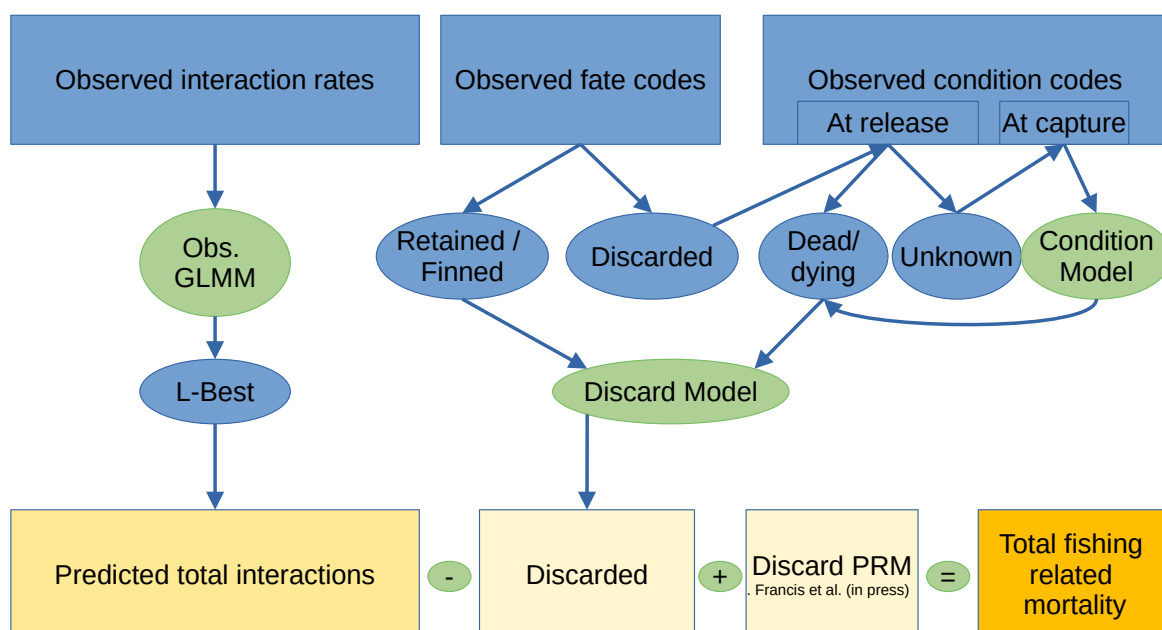 Observed interaction rates
Observed fate codes
Observed condition codes
At release
At capture
Obs.
GLMM
Retained /
Finned
Discarded
Dead/
dying
Unknown
Condition
Model
L-Best
Discard Model
Predicted total interactions
-
Discarded
+
Discard PRM
. Francis et al. (in press)
=
Total fishing
related
mortality